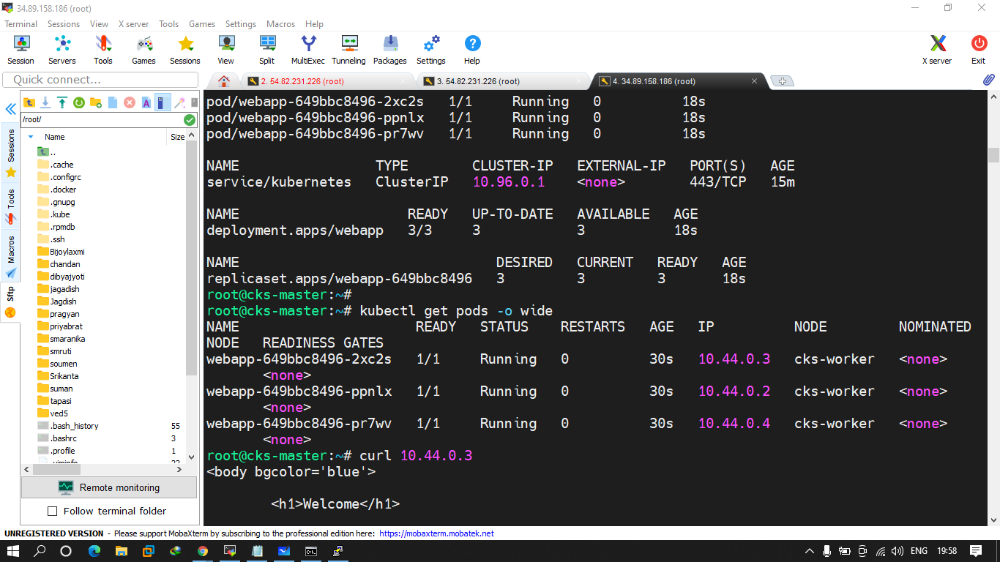 34.89.158.186 (root)
Terminal Sessions View X server Tools Games Settings Macros Help
Session Servers Tools Games Sessions View Split MultiExec Tunneling Packages Settings Help X server Exit
Quick connect...
2. 54.82.231.226 (root)
3. 54.82.231.226 (root)
4. 34.89.158.186 (root)
Sessions
Tools
Macros
Sftp
/root/
Name Size
..
.cache
.configrc
.docker
.gnupg
.kube
.rpmdb
.ssh
Bijoylaxmi
chandan
dibyajyoti
jagadish
Jagdish
pragyan
priyabrat
smaranika
smruti
soumen
Srikanta
suman
tapasi
ved5
.bash_history 55
.bashrc 3
.profile 1
.viminfo 22
Remote monitoring
Follow terminal folder
pod/webapp-649bbc8496-2xc2s 1/1 Running 0 18s
pod/webapp-649bbc8496-ppnlx 1/1 Running 0 18s
pod/webapp-649bbc8496-pr7wv 1/1 Running 0 18s
NAME TYPE CLUSTER-IP EXTERNAL-IP PORT(S) AGE
service/kubernetes ClusterIP 10.96.0.1 <none> 443/TCP 15m
NAME READY UP-TO-DATE AVAILABLE AGE
deployment.apps/webapp 3/3 3 3 18s
NAME DESIRED CURRENT READY AGE
replicaset.apps/webapp-649bbc8496 3 3 3 18s
root@cks-master:~#
root@cks-master:~# kubectl get pods -o wide
NAME READY STATUS RESTARTS AGE IP NODE NOMINATED
NODE READINESS GATES
webapp-649bbc8496-2xc2s 1/1 Running 0 30s 10.44.0.3 cks-worker <none>
<none>
webapp-649bbc8496-ppnlx 1/1 Running 0 30s 10.44.0.2 cks-worker <none>
<none>
webapp-649bbc8496-pr7wv 1/1 Running 0 30s 10.44.0.4 cks-worker <none>
<none>
root@cks-master:~# curl 10.44.0.3
<body bgcolor='blue'>
<h1>Welcome</h1>
UNREGISTERED VERSION - Please support MobaXterm by subscribing to the professional edition here: https://mobaxterm.mobatek.net
ENG 19:58